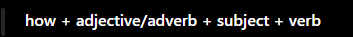 how + adjective/adverb + subject + verb